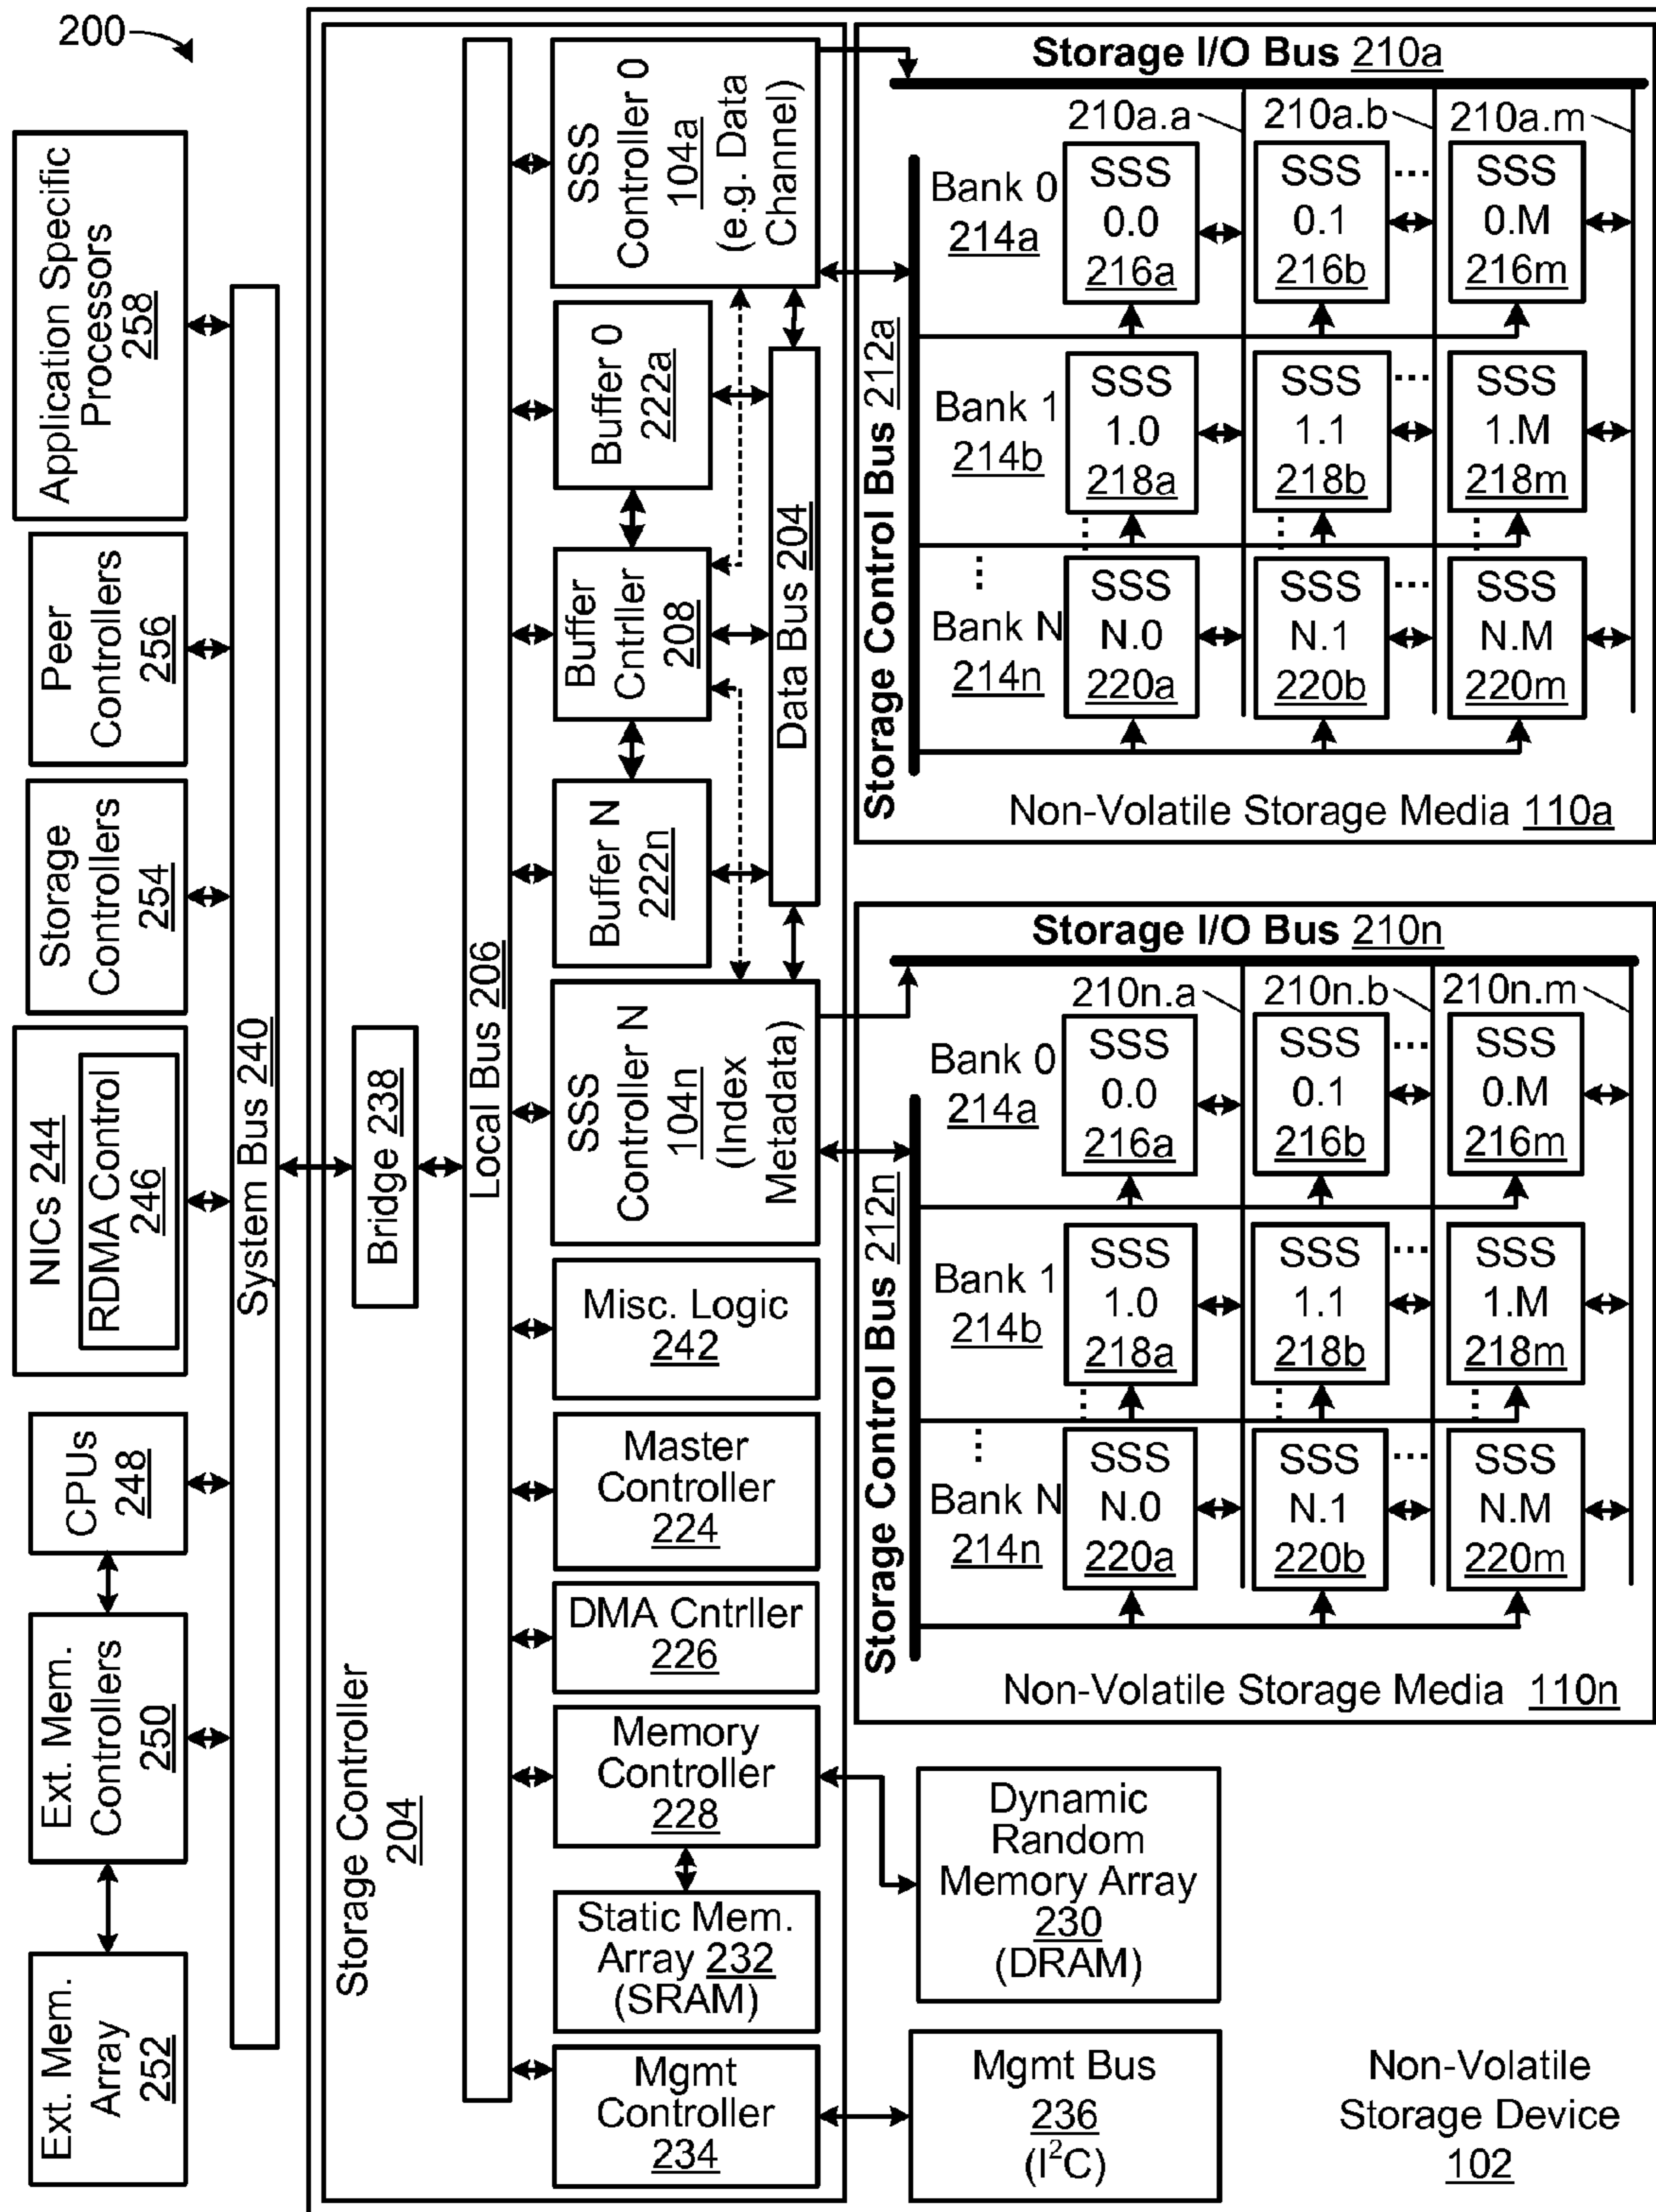 200
Application Specific
Processors
258
Peer
Controllers
256
Storage
Controllers
254
NICs 244
RDMA Control
246
CPUs
248
Ext. Mem.
Controllers
250
Ext. Mem.
Array
252
System Bus 240
Bridge 238
Storage Controller
204
Local Bus 206
SSS
Controller 0
104a
(e.g. Data
Channel)
Buffer 0
222a
Buffer
Cntrller
208
Buffer N
222n
Data Bus 204
SSS
Controller N
104n
(Index
Metadata)
Misc. Logic
242
Master
Controller
224
DMA Cntrller
226
Memory
Controller
228
Static Mem.
Array 232
(SRAM)
Mgmt
Controller
234
Storage I/O Bus 210a
210a.a
210a.b
210a.m
Storage Control Bus 212a
Bank 0
214a
SSS
0.0
216a
SSS
0.1
216b
...
SSS
0.M
216m
Bank 1
214b
SSS
1.0
218a
SSS
1.1
218b
...
SSS
1.M
218m
Bank N
214n
SSS
N.0
220a
SSS
N.1
220b
...
SSS
N.M
220m
Non-Volatile Storage Media 110a
Storage I/O Bus 210n
210n.a
210n.b
210n.m
Storage Control Bus 212n
Bank 0
214a
SSS
0.0
216a
SSS
0.1
216b
...
SSS
0.M
216m
Bank 1
214b
SSS
1.0
218a
SSS
1.1
218b
...
SSS
1.M
218m
Bank N
214n
SSS
N.0
220a
SSS
N.1
220b
...
SSS
N.M
220m
Non-Volatile Storage Media 110n
Dynamic
Random
Memory Array
230
(DRAM)
Mgmt Bus
236
(I²C)
Non-Volatile
Storage Device
102